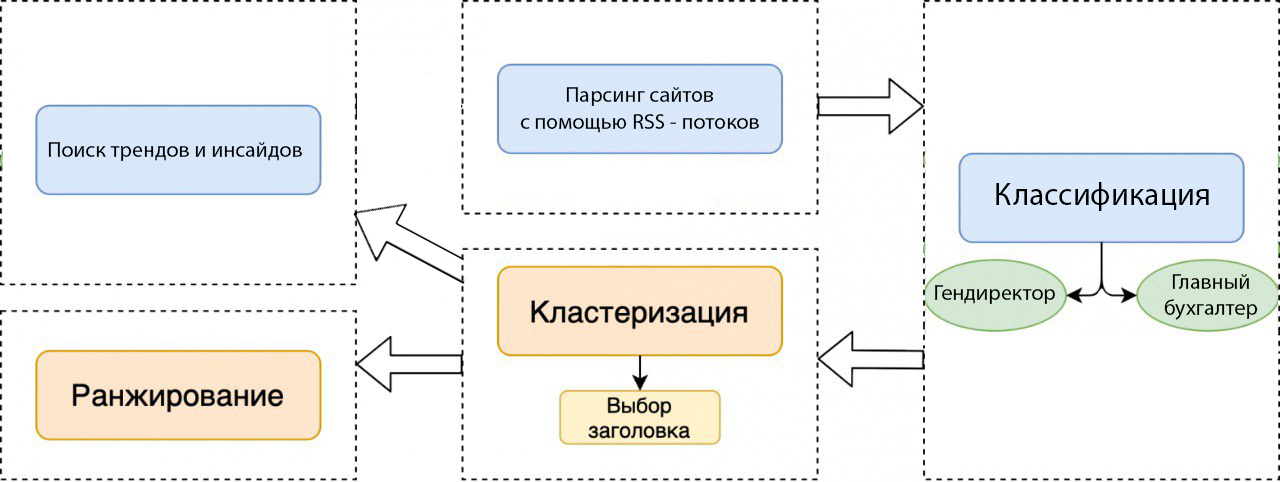 Поиск трендов и инсайдов
Парсинг сайтов
с помощью RSS - потоков
Классификация
Гендиректор
Главный
бухгалтер
Кластеризация
Выбор
заголовка
Ранжирование